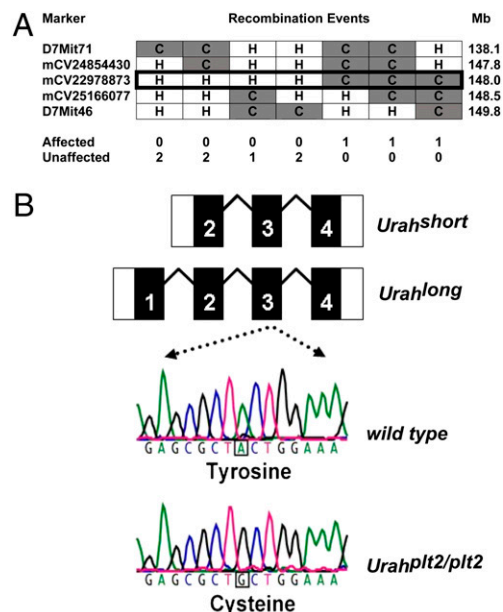 A
Marker Recombination Events Mb
D7Mit71 C C H H C C H 138.1
mCV24854430 H C H H C C H 147.8
mCV22978873 H H H H C C C 148.0
mCV25166077 H H C H H C C 148.5
D7Mit46 H H C C H H C 149.8
Affected 0 0 0 0 1 1 1
Unaffected 2 2 1 2 0 0 0
B
2 3 4 Urahshort
1 2 3 4 Urahlong
wild type
G A G C G C T A C T G G A A A
Tyrosine
Urahplt2/plt2
G A G C G C T G C T G G A A A
Cysteine